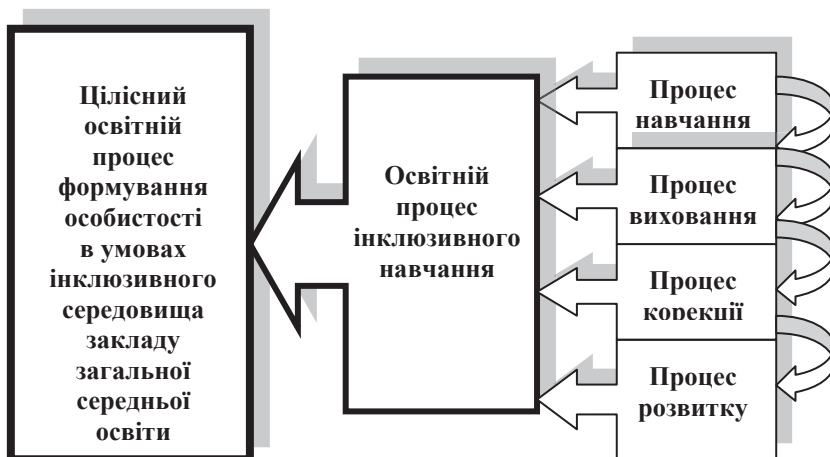 Цілісний
освітній
процес
формування
особистості
в умовах
інклюзивного
середовища
закладу
загальної
середньої
освіти
Освітній
процес
інклюзивного
навчання
Процес
навчання
Процес
виховання
Процес
корекції
Процес
розвитку